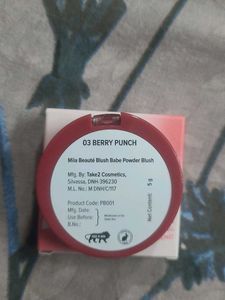 03 BERRY PUNCH
Miia Beauté Blush Babe Powder Blush
Mfg. By: Take2 Cosmetics,
Silvassa, DNH-396230
M.L. No.: M DNH/C/117
Product Code: PB001
Mfg. Date:
Use Before:
B.No.:
Net Content: 5 g